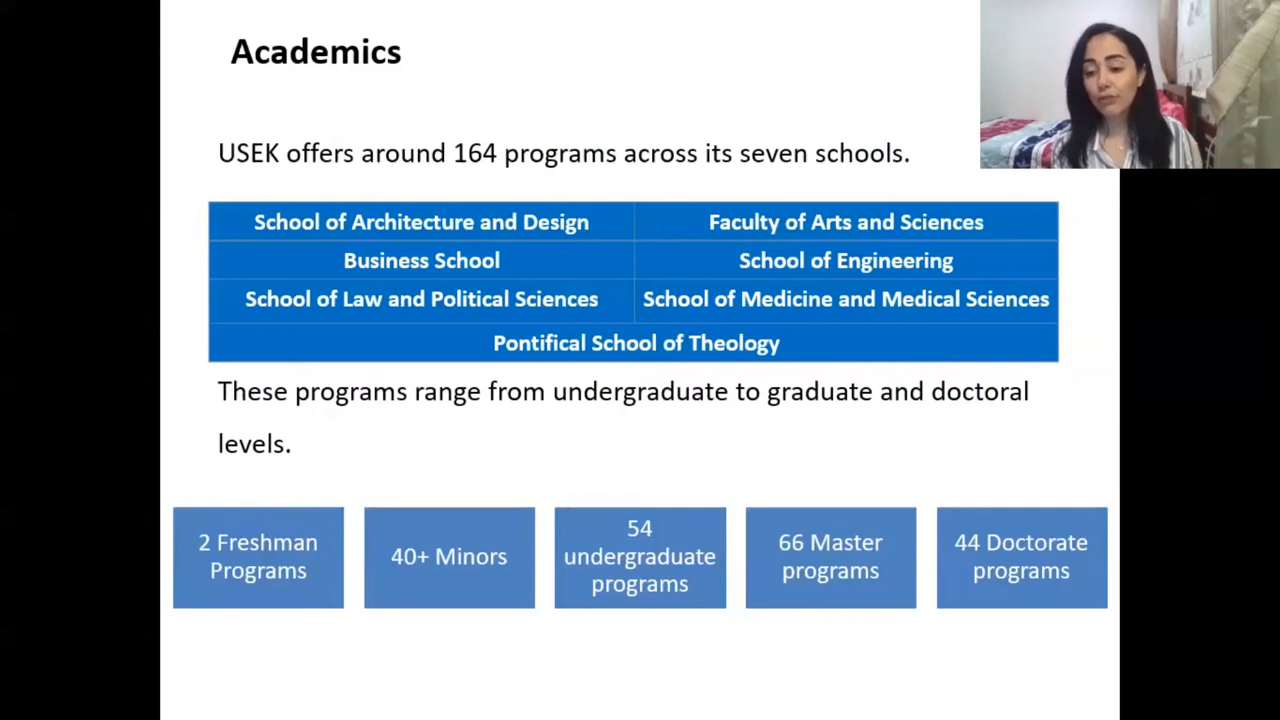 Academics
USEK offers around 164 programs across its seven schools.
School of Architecture and Design
Faculty of Arts and Sciences
Business School
School of Engineering
School of Law and Political Sciences
School of Medicine and Medical Sciences
Pontifical School of Theology
These programs range from undergraduate to graduate and doctoral
levels.
2 Freshman
Programs
40+ Minors
54
undergraduate
programs
66 Master
programs
44 Doctorate
programs